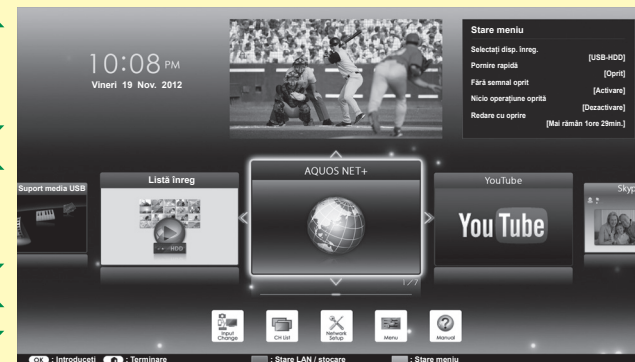 Stare meniu
Selectați disp. înreg.
[USB-HDD]
Pornire rapidă
[Oprit]
Fără semnal oprit
[Activare]
Nicio operațiune oprită
[Dezactivare]
Redare cu oprire
[Mai rămân 1ore 29min.]
10:08 PM
Vineri 19 Nov. 2012
Suport media USB
Listă înreg
HDD
AQUOS NET+
1/7
YouTube
YouTube
Skyp
Input Change
CH List
Network Setup
Menu
Manual
OK : Introduceți : Terminare : Stare LAN / stocare : Stare meniu